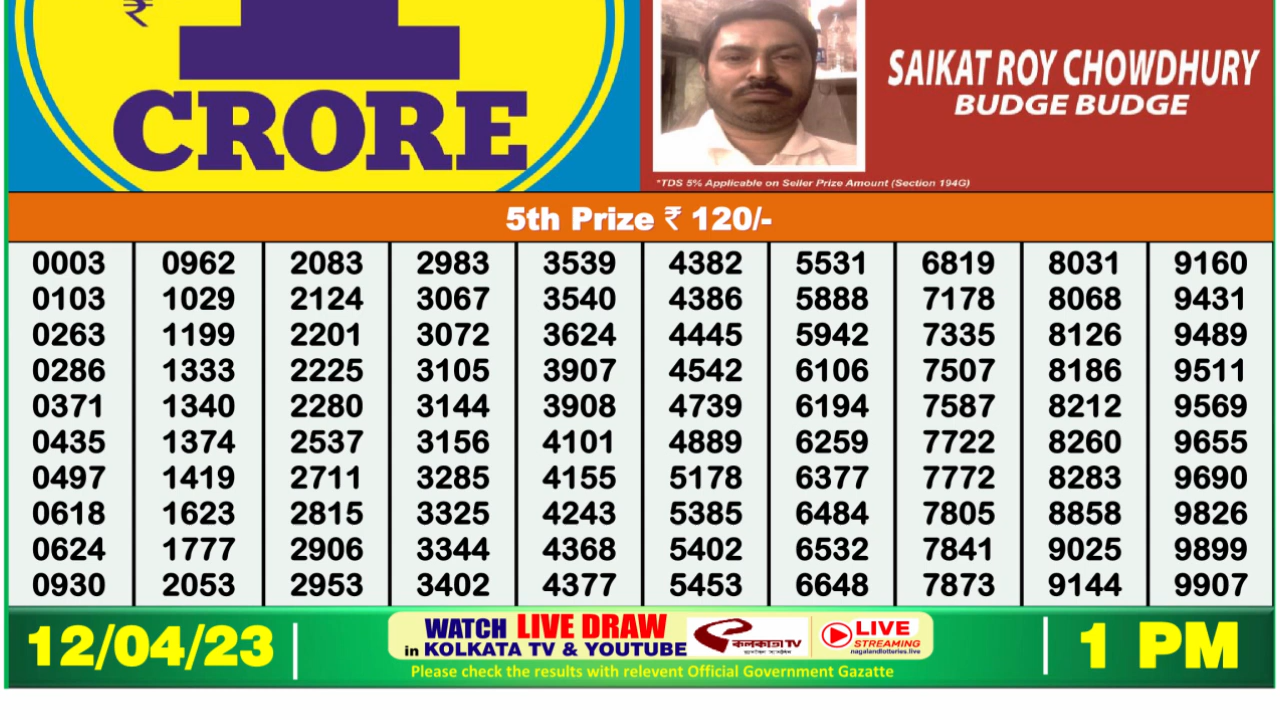 ₹
1
CRORE
SAIKAT ROY CHOWDHURY
BUDGE BUDGE
*TDS 5% Applicable on Seller Prize Amount (Section 194G)
5th Prize ₹ 120/-
0003 0962 2083 2983 3539 4382 5531 6819 8031 9160
0103 1029 2124 3067 3540 4386 5888 7178 8068 9431
0263 1199 2201 3072 3624 4445 5942 7335 8126 9489
0286 1333 2225 3105 3907 4542 6106 7507 8186 9511
0371 1340 2280 3144 3908 4739 6194 7587 8212 9569
0435 1374 2537 3156 4101 4889 6259 7722 8260 9655
0497 1419 2711 3285 4155 5178 6377 7772 8283 9690
0618 1623 2815 3325 4243 5385 6484 7805 8858 9826
0624 1777 2906 3344 4368 5402 6532 7841 9025 9899
0930 2053 2953 3402 4377 5453 6648 7873 9144 9907
12/04/23
WATCH LIVE DRAW
in KOLKATA TV & YOUTUBE
কলকাতা TV
LIVE
STREAMING
nagalandlotteries.live
Please check the results with relevent Official Government Gazatte
1 PM